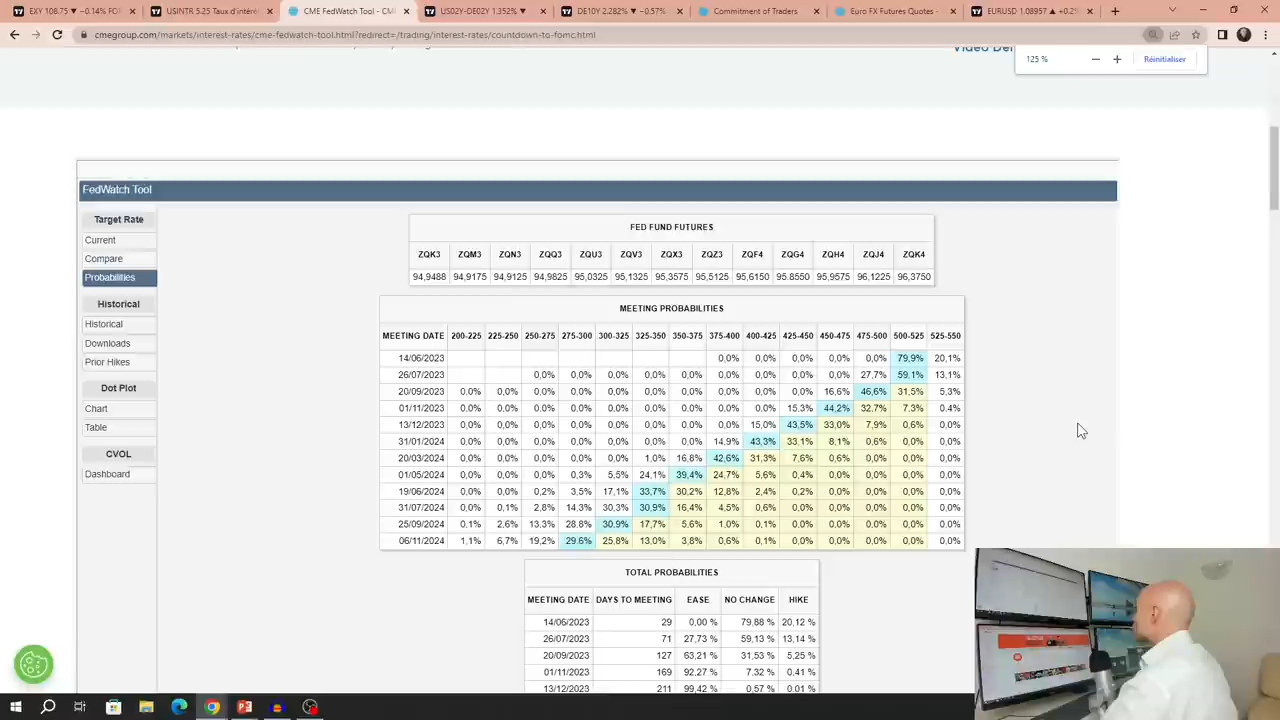 EXY 108.75 ▼ −0.14% F
USINTR 5.25 Taux d'intére
CME FedWatch Tool - CM
US02Y-DE02Y 1.352%
DE10Y 2.282% ▼ −0.57%
Commitment of Traders
Euro FX Futures Quotes -
EURUSD 1.08957 ▲ +0.2%
cmegroup.com/markets/interest-rates/cme-fedwatch-tool.html?redirect=/trading/interest-rates/countdown-to-fomc.html
125 %
Réinitialiser
FedWatch Tool
Target Rate
Current
Compare
Probabilities
Historical
Historical
Downloads
Prior Hikes
Dot Plot
Chart
Table
CVOL
Dashboard
FED FUND FUTURES
ZQK3 ZQM3 ZQN3 ZQQ3 ZQU3 ZQV3 ZQX3 ZQZ3 ZQF4 ZQG4 ZQH4 ZQJ4 ZQK4
94,9488 94,9175 94,9125 94,9825 95,0325 95,1325 95,3575 95,5125 95,6150 95,8550 95,9575 96,1225 96,3750
MEETING PROBABILITIES
MEETING DATE 200-225 225-250 250-275 275-300 300-325 325-350 350-375 375-400 400-425 425-450 450-475 475-500 500-525 525-550
14/06/2023 0,0% 0,0% 0,0% 0,0% 0,0% 79,9% 20,1%
26/07/2023 0,0% 0,0% 0,0% 0,0% 0,0% 0,0% 0,0% 0,0% 0,0% 27,7% 59,1% 13,1%
20/09/2023 0,0% 0,0% 0,0% 0,0% 0,0% 0,0% 0,0% 0,0% 0,0% 0,0% 16,6% 46,6% 31,5% 5,3%
01/11/2023 0,0% 0,0% 0,0% 0,0% 0,0% 0,0% 0,0% 0,0% 0,0% 15,3% 44,2% 32,7% 7,3% 0,4%
13/12/2023 0,0% 0,0% 0,0% 0,0% 0,0% 0,0% 0,0% 0,0% 15,0% 43,5% 33,0% 7,9% 0,6% 0,0%
31/01/2024 0,0% 0,0% 0,0% 0,0% 0,0% 0,0% 0,0% 14,9% 43,3% 33,1% 8,1% 0,6% 0,0% 0,0%
20/03/2024 0,0% 0,0% 0,0% 0,0% 0,0% 1,0% 16,8% 42,6% 31,3% 7,6% 0,6% 0,0% 0,0% 0,0%
01/05/2024 0,0% 0,0% 0,0% 0,3% 5,5% 24,1% 39,4% 24,7% 5,6% 0,4% 0,0% 0,0% 0,0% 0,0%
19/06/2024 0,0% 0,0% 0,2% 3,5% 17,1% 33,7% 30,2% 12,8% 2,4% 0,2% 0,0% 0,0% 0,0% 0,0%
31/07/2024 0,0% 0,1% 2,8% 14,3% 30,3% 30,9% 16,4% 4,5% 0,6% 0,0% 0,0% 0,0% 0,0% 0,0%
25/09/2024 0,1% 2,6% 13,3% 28,8% 30,9% 17,7% 5,6% 1,0% 0,1% 0,0% 0,0% 0,0% 0,0% 0,0%
06/11/2024 1,1% 6,7% 19,2% 29,6% 25,8% 13,0% 3,8% 0,6% 0,1% 0,0% 0,0% 0,0% 0,0% 0,0%
TOTAL PROBABILITIES
MEETING DATE DAYS TO MEETING EASE NO CHANGE HIKE
14/06/2023 29 0,00 % 79,88 % 20,12 %
26/07/2023 71 27,73 % 59,13 % 13,14 %
20/09/2023 127 63,21 % 31,53 % 5,25 %
01/11/2023 169 92,27 % 7,32 % 0,41 %
13/12/2023 211 99,42 % 0,57 % 0,01 %